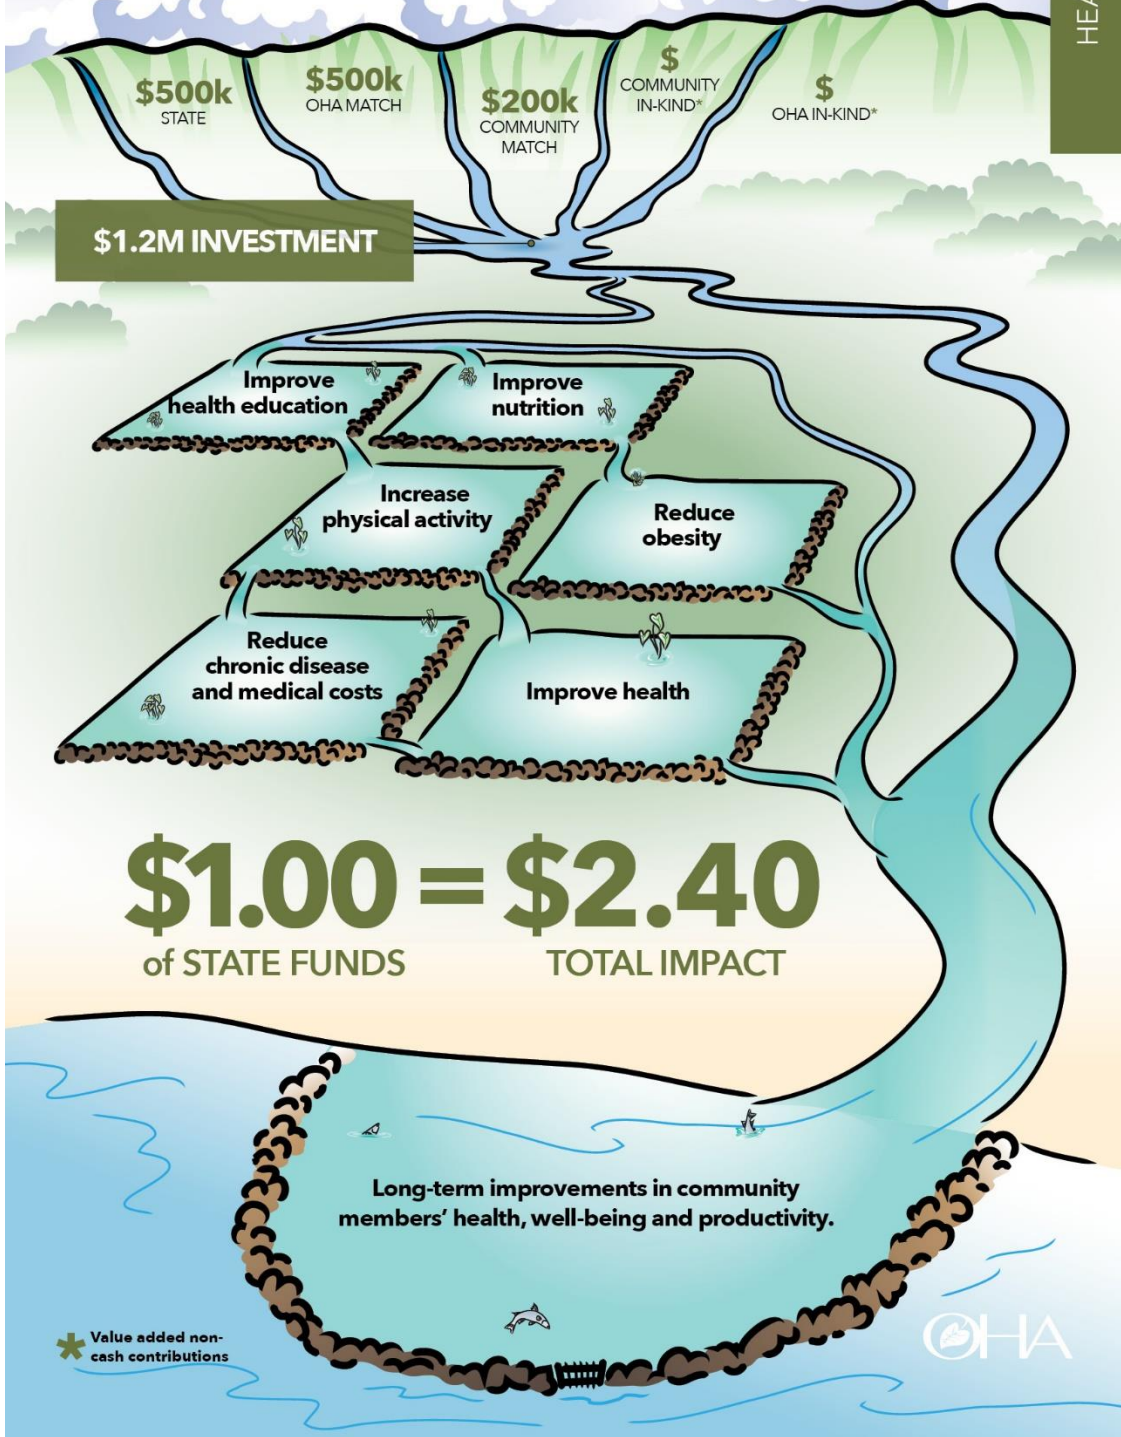 HEA
$500k
STATE
$500k
OHA MATCH
$200k
COMMUNITY
MATCH
$
COMMUNITY
IN-KIND*
$
OHA IN-KIND*
$1.2M INVESTMENT
Improve
health education
Improve
nutrition
Increase
physical activity
Reduce
obesity
Reduce
chronic disease
and medical costs
Improve health
$1.00 = $2.40
of STATE FUNDS TOTAL IMPACT
Long-term improvements in community
members’ health, well-being and productivity.
* Value added non-
cash contributions
OHA